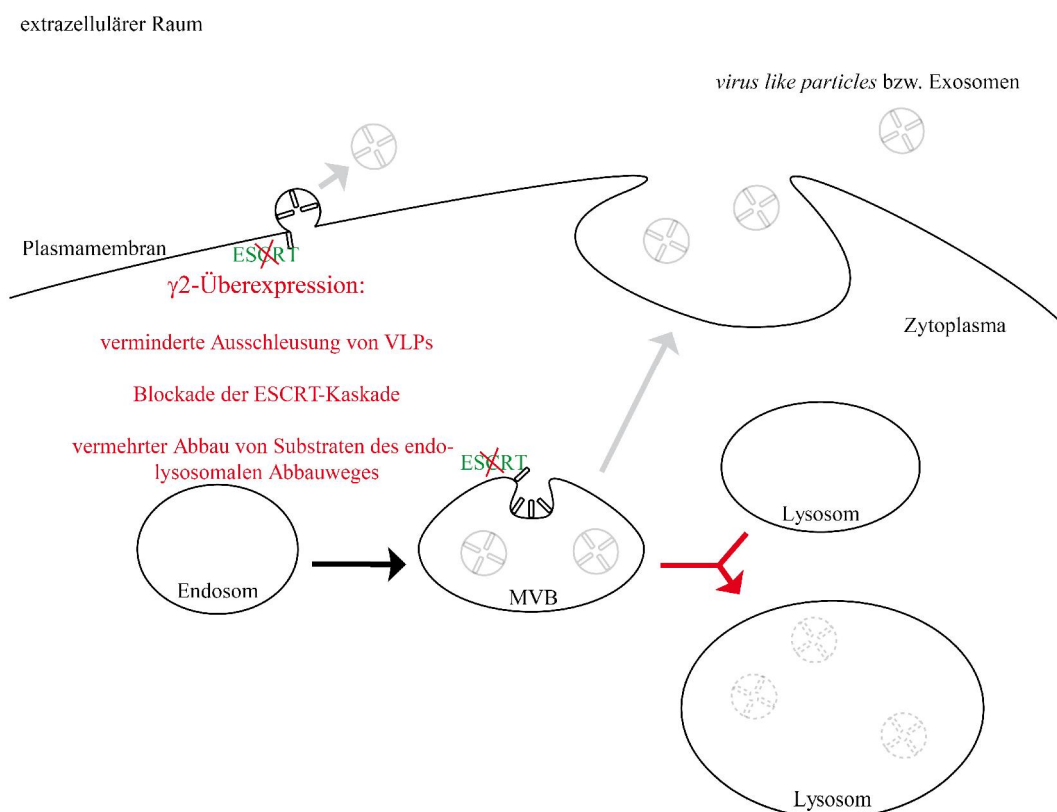 extrazellulärer Raum
virus like particles bzw. Exosomen
Plasmamembran
ESCRT
γ2-Überexpression:
Zytoplasma
verminderte Ausschleusung von VLPs
Blockade der ESCRT-Kaskade
vermehrter Abbau von Substraten des endo-
lysosomalen Abbauweges
ESCRT
Lysosom
Endosom
MVB
Lysosom